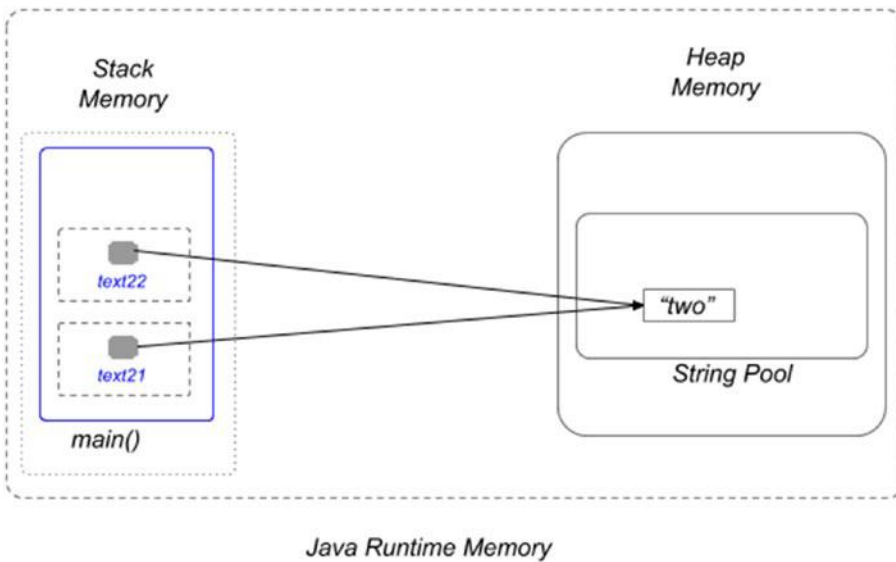 Stack
Memory
Heap
Memory
text22
text21
main()
“two”
String Pool
Java Runtime Memory